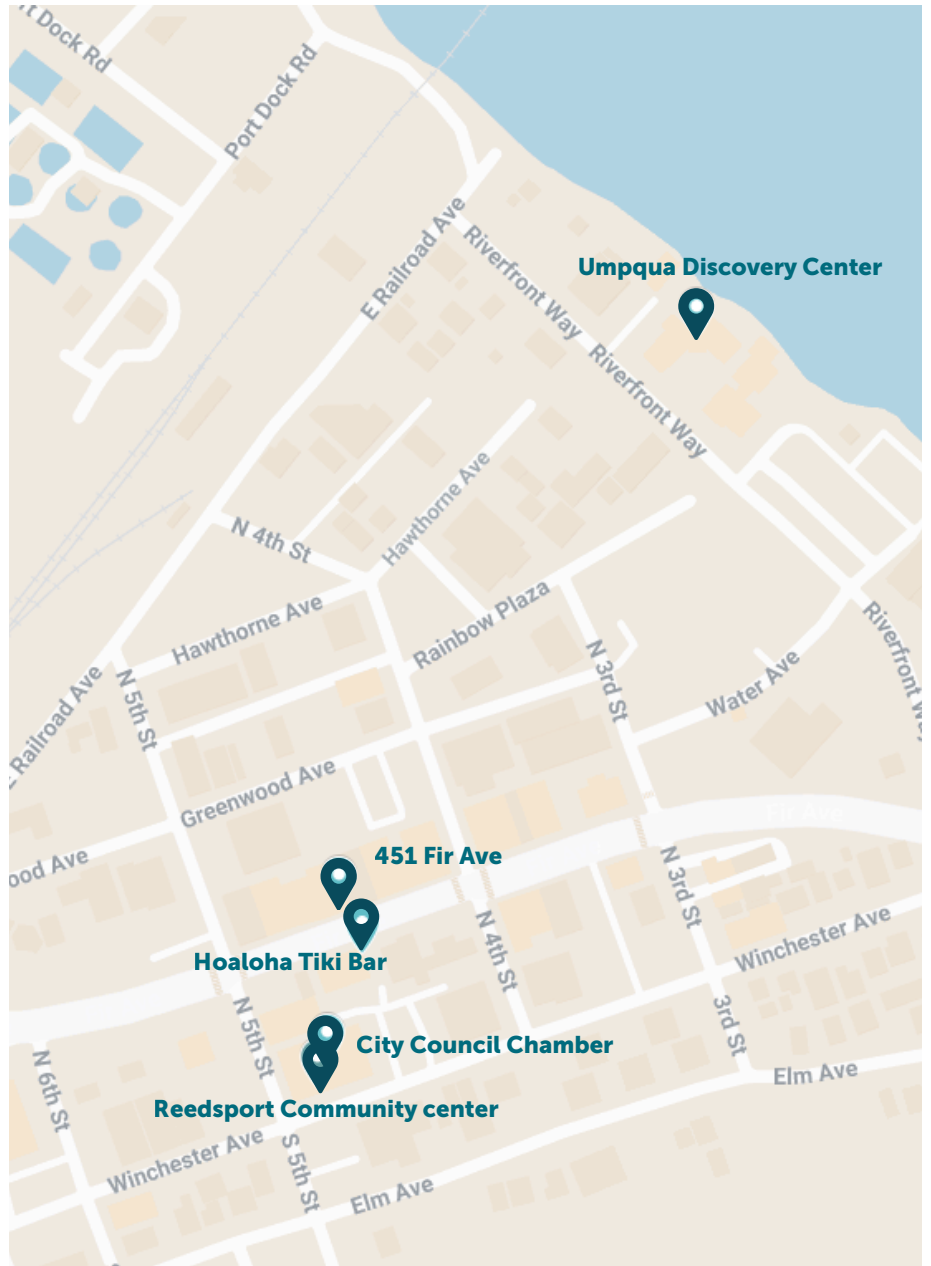 rt Dock Rd
Port Dock Rd
E Railroad Ave
Riverfront Way
Umpqua Discovery Center
Riverfront Way
N 4th St
Hawthorne Ave
Hawthorne Ave
Rainbow Plaza
N 3rd St
Water Ave
Riverfront Way
N 5th St
E Railroad Ave
Greenwood Ave
Fir Ave
ood Ave
451 Fir Ave
N 3rd St
N 4th St
Winchester Ave
Hoaloha Tiki Bar
N 5th St
City Council Chamber
3rd St
N 6th St
Elm Ave
Reedsport Community center
Winchester Ave
S 5th St
Elm Ave